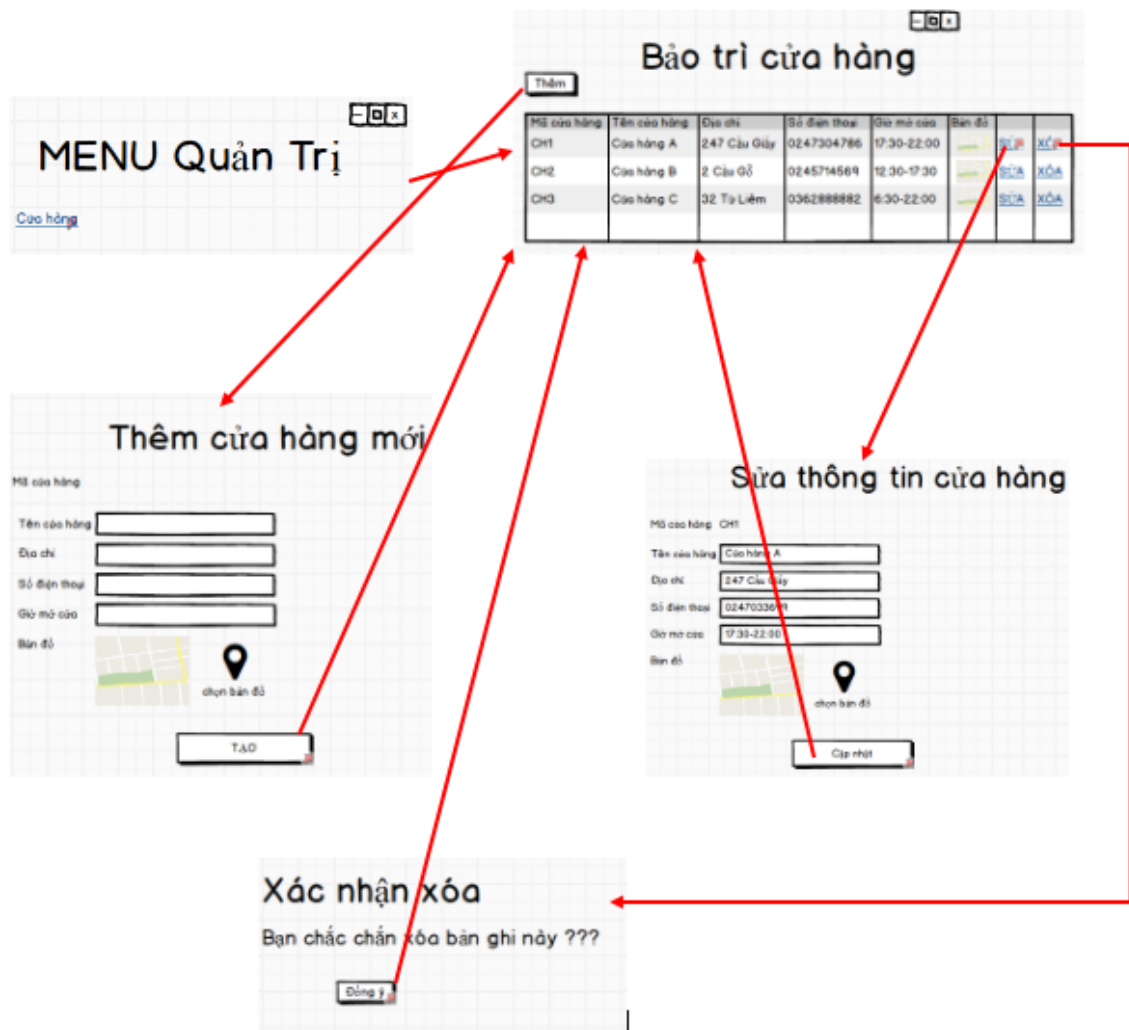 Bảo trì cửa hàng
Thêm
Mã cửa hàng Tên cửa hàng Địa chỉ Số điện thoại Giờ mở cửa Bản đồ
CH1 Cửa hàng A 247 Cầu Giấy 0247304786 17:30-22:00 SỬA XÓA
CH2 Cửa hàng B 2 Cầu Gỗ 0245714569 12:30-17:30 SỬA XÓA
CH3 Cửa hàng C 32 Từ Liêm 0362888882 6:30-22:00 SỬA XÓA
MENU Quản Trị
Cửa hàng
Thêm cửa hàng mới
Mã cửa hàng
Tên cửa hàng
Địa chỉ
Số điện thoại
Giờ mở cửa
Bản đồ
chọn bản đồ
TẠO
Sửa thông tin cửa hàng
Mã cửa hàng CH1
Tên cửa hàng Cửa hàng A
Địa chỉ 247 Cầu Giấy
Số điện thoại
Giờ mở cửa 17:30-22:00
Bản đồ
chọn bản đồ
Cập nhật
Xác nhận xóa
Bạn chắc chắn xóa bản ghi này ???
Đồng ý